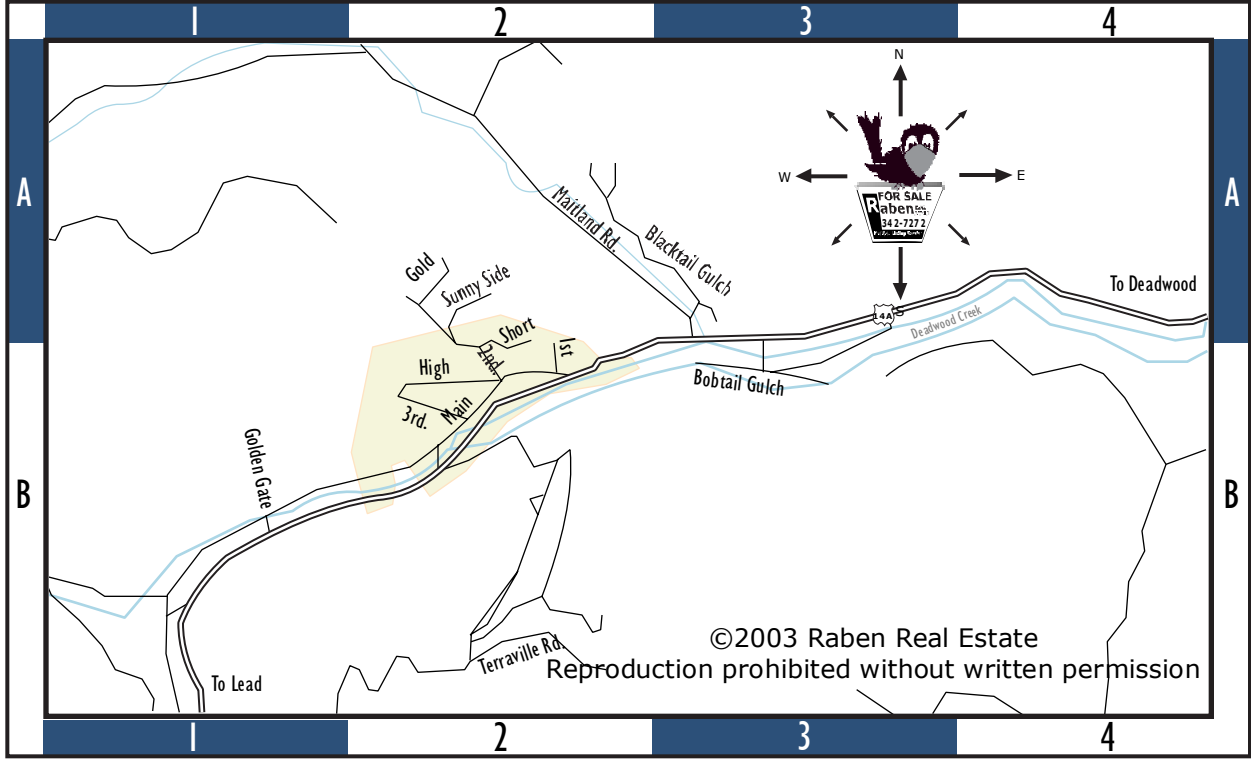 1 2 3 4
A
A
N
W E
S
FOR SALE
Raben
342-7272
Maitland Rd.
Blacktail Gulch
Gold
Sunny Side
Short
2nd.
1st
High
3rd.
Main
To Deadwood
14A
Deadwood Creek
Bobtail Gulch
Golden Gate
B
B
To Lead
Terraville Rd.
©2003 Raben Real Estate
Reproduction prohibited without written permission
1 2 3 4